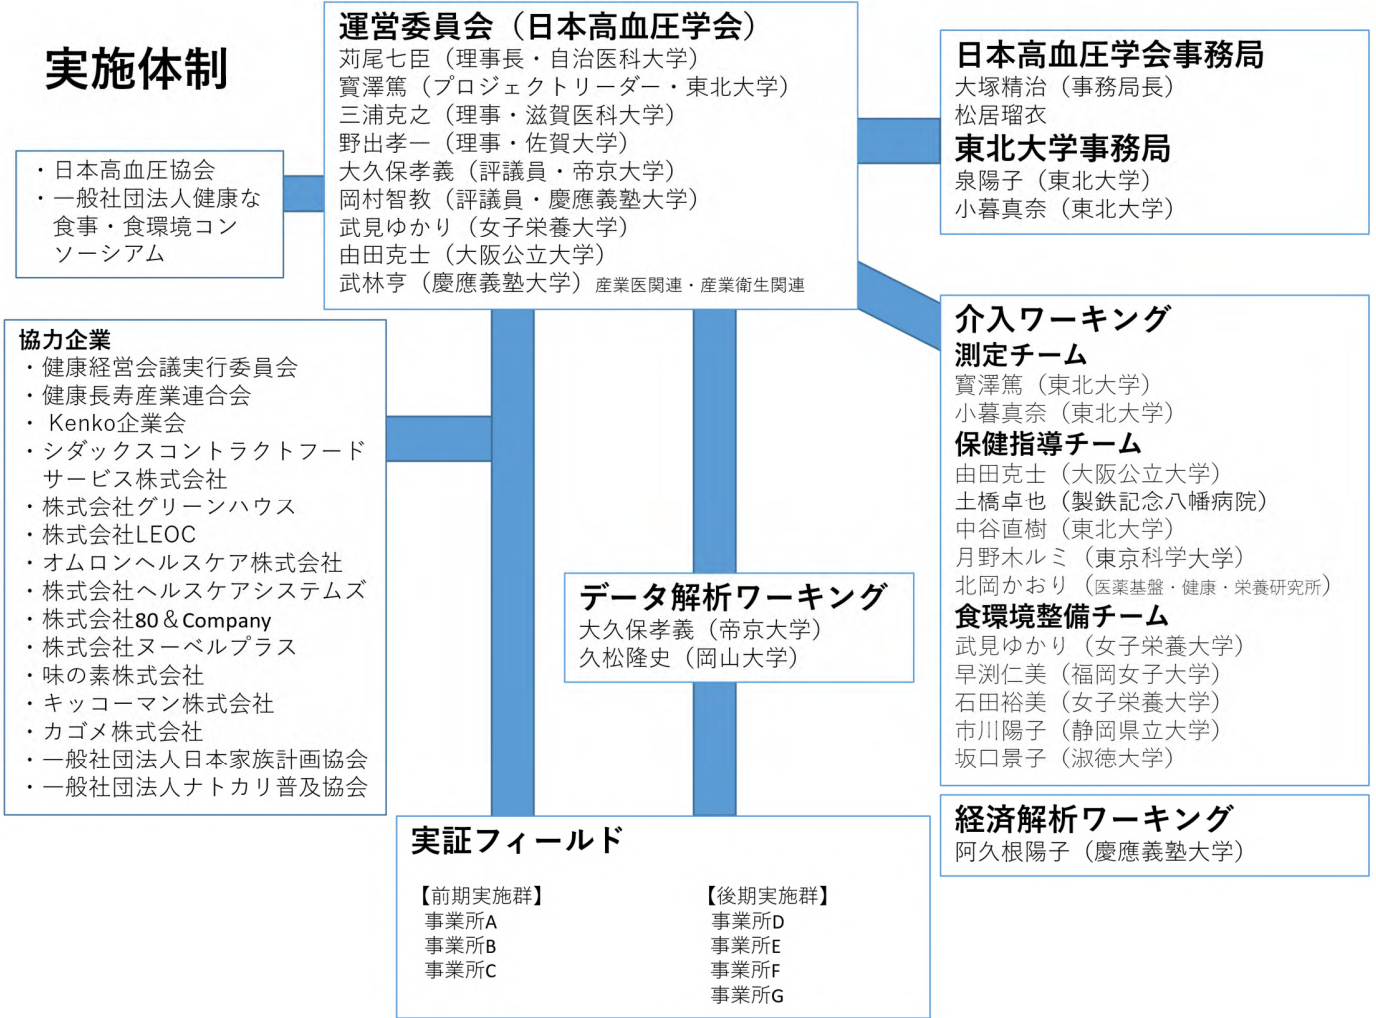 実施体制
運営委員会（日本高血圧学会）
苅尾七臣（理事長・自治医科大学）
寳澤篤（プロジェクトリーダー・東北大学）
三浦克之（理事・滋賀医科大学）
野出孝一（理事・佐賀大学）
大久保孝義（評議員・帝京大学）
岡村智教（評議員・慶應義塾大学）
武見ゆかり（女子栄養大学）
由田克士（大阪公立大学）
武林亨（慶應義塾大学）産業医関連・産業衛生関連
日本高血圧学会事務局
大塚精治（事務局長）
松居瑠衣
東北大学事務局
泉陽子（東北大学）
小暮真奈（東北大学）
・日本高血圧協会
・一般社団法人健康な
食事・食環境コン
ソーシアム
協力企業
・健康経営会議実行委員会
・健康長寿産業連合会
・Kenko企業会
・シダックスコントラクトフード
サービス株式会社
・株式会社グリーンハウス
・株式会社LEOC
・オムロンヘルスケア株式会社
・株式会社ヘルスケアシステムズ
・株式会社80＆Company
・株式会社ヌーベルプラス
・味の素株式会社
・キッコーマン株式会社
・カゴメ株式会社
・一般社団法人日本家族計画協会
・一般社団法人ナトカリ普及協会
介入ワーキング
測定チーム
寳澤篤（東北大学）
小暮真奈（東北大学）
保健指導チーム
由田克士（大阪公立大学）
土橋卓也（製鉄記念八幡病院）
中谷直樹（東北大学）
月野木ルミ（東京科学大学）
北岡かおり（医薬基盤・健康・栄養研究所）
食環境整備チーム
武見ゆかり（女子栄養大学）
早渕仁美（福岡女子大学）
石田裕美（女子栄養大学）
市川陽子（静岡県立大学）
坂口景子（淑徳大学）
データ解析ワーキング
大久保孝義（帝京大学）
久松隆史（岡山大学）
経済解析ワーキング
阿久根陽子（慶應義塾大学）
実証フィールド
【前期実施群】
事業所A
事業所B
事業所C
【後期実施群】
事業所D
事業所E
事業所F
事業所G